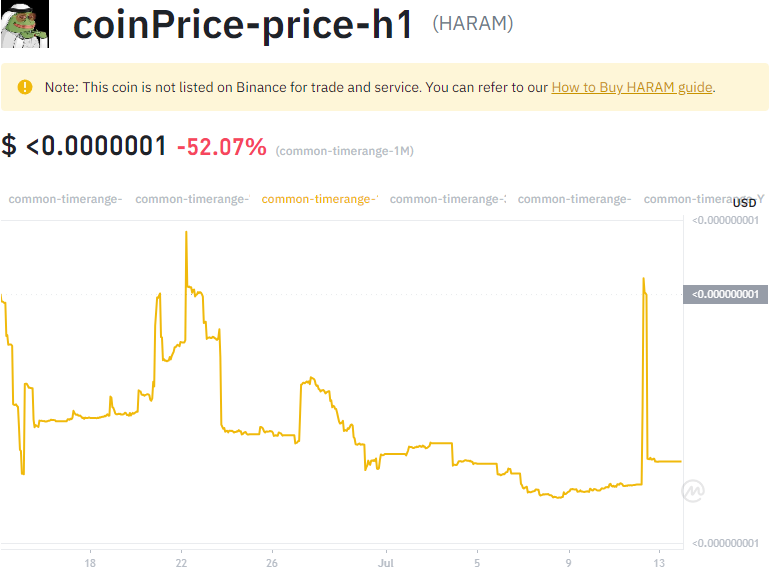 coinPrice-price-h1 (HARAM)
Note: This coin is not listed on Binance for trade and service. You can refer to our How to Buy HARAM guide.
$ <0.0000001 -52.07% (common-timerange-1M)
common-timerange- common-timerange- common-timerange- common-timerange- common-timerange- common-timerange-Y
USD
<0.000000001
<0.000000001
<0.000000001
18 22 26 Jul 5 9 13